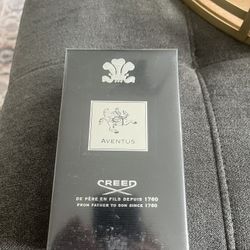 AVENTUS
CREED
DE PÈRE EN FILS DEPUIS 1760
FROM FATHER TO SON SINCE 1760